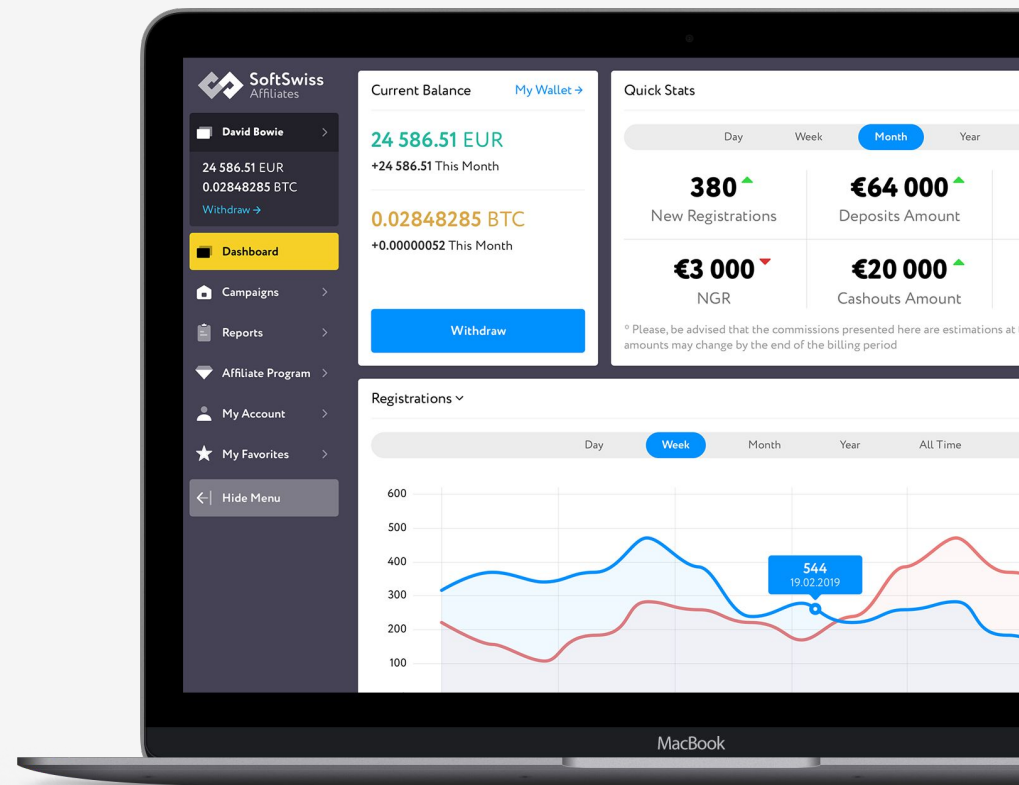 SoftSwiss
Affiliates
David Bowie
24 586.51 EUR
0.02848285 BTC
Withdraw →
Dashboard
Campaigns
Reports
Affiliate Program
My Account
My Favorites
Hide Menu
Current Balance My Wallet →
24 586.51 EUR
+24 586.51 This Month
0.02848285 BTC
+0.00000052 This Month
Withdraw
Quick Stats
Day Week Month Year
380
New Registrations
€64 000
Deposits Amount
€3 000
NGR
€20 000
Cashouts Amount
* Please, be advised that the commissions presented here are estimations at
amounts may change by the end of the billing period
Registrations
Day Week Month Year All Time
600
500
400
300
200
100
544
19.02.2019
MacBook